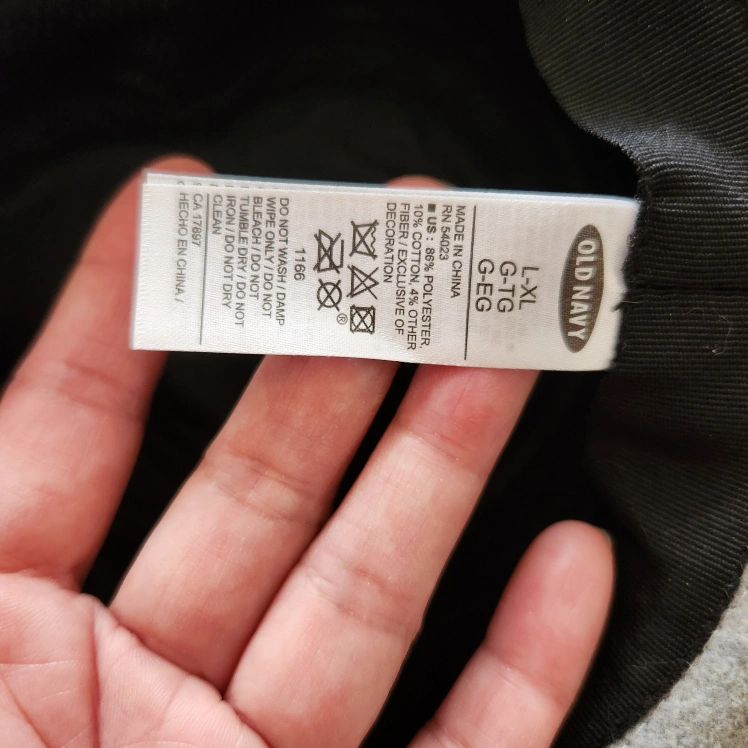 OLD NAVY
L-XL
G-TG
G-EG
MADE IN CHINA
RN 54023
■ US : 86% POLYESTER,
10% COTTON, 4% OTHER
FIBER / EXCLUSIVE OF
DECORATION
®
1166
DO NOT WASH / DAMP
WIPE ONLY / DO NOT
BLEACH / DO NOT
TUMBLE DRY / DO NOT
IRON / DO NOT DRY
CLEAN
CA 17897
HECHO EN CHINA /